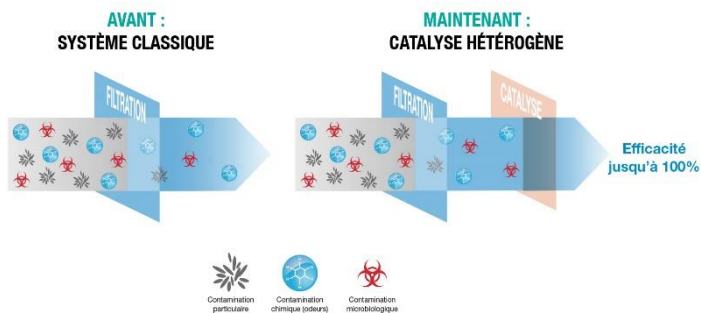 AVANT :
SYSTÈME CLASSIQUE
MAINTENANT :
CATALYSE HÉTÉROGÈNE
FILTRATION
FILTRATION
CATALYSE
Efficacité
jusqu'à 100%
Contamination
particulaire
Contamination
chimique (odeurs)
Contamination
microbiologique